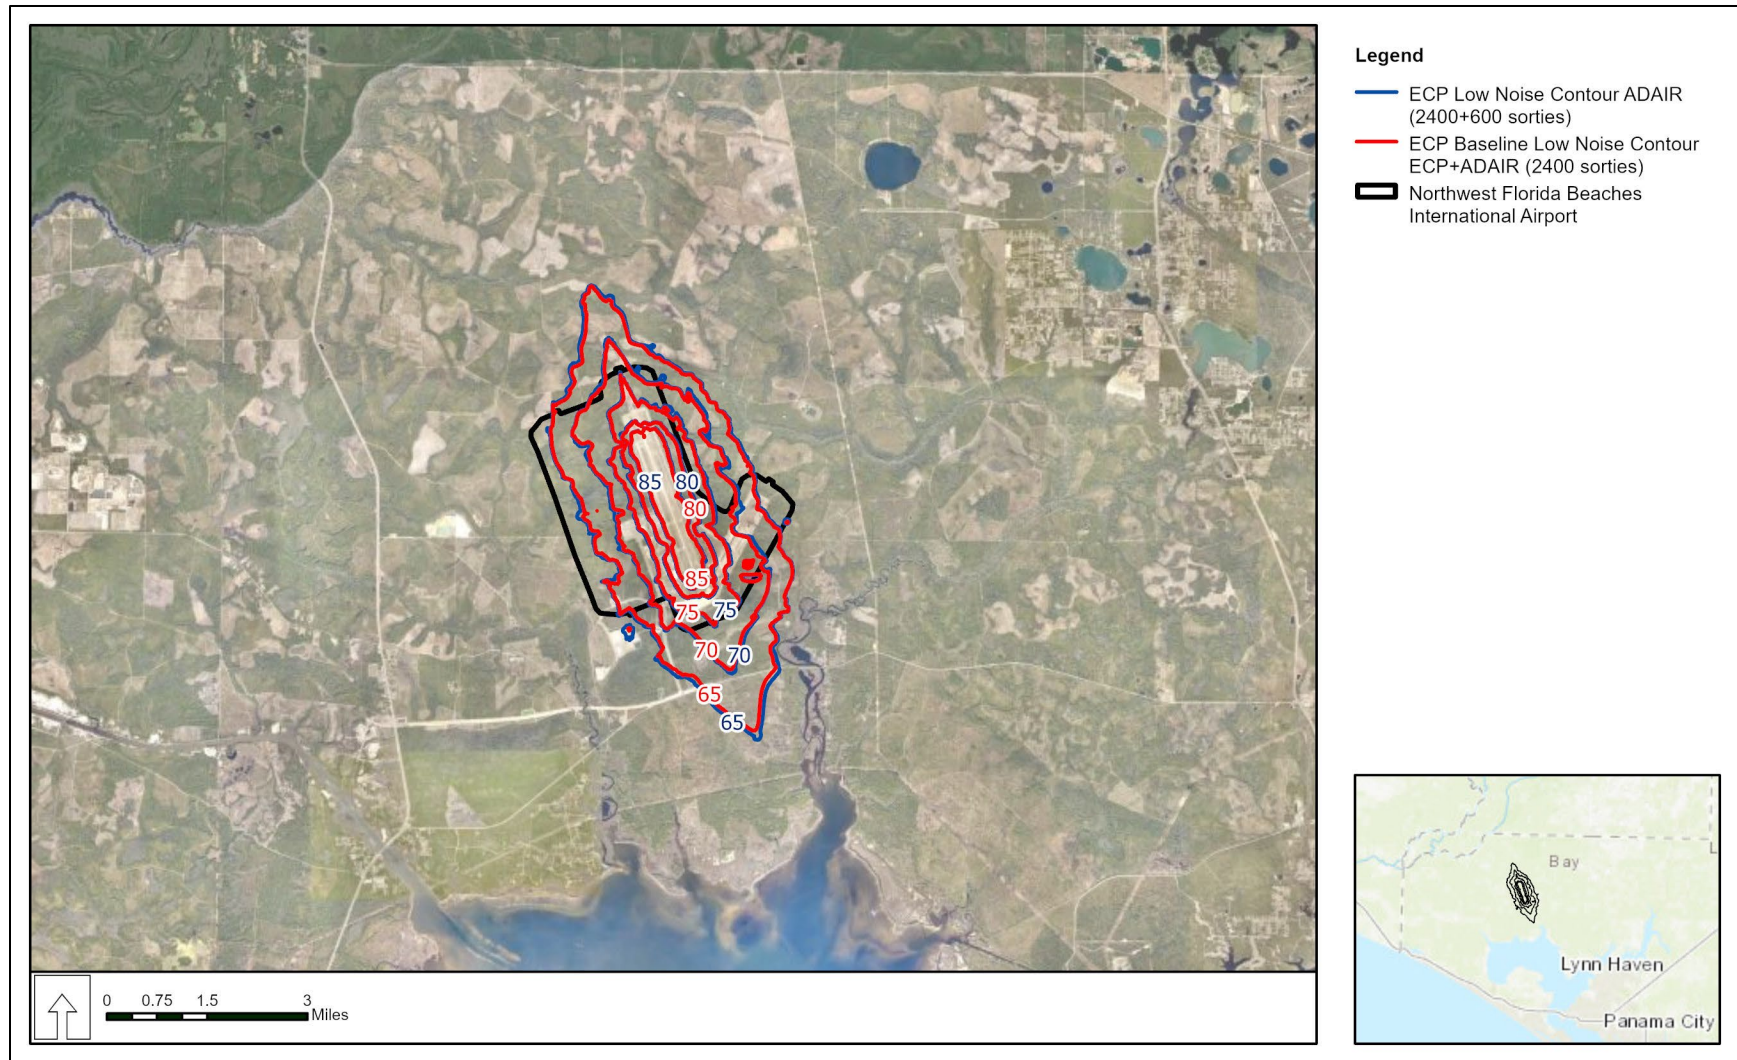 Legend
ECP Low Noise Contour ADAIR
(2400+600 sorties)
ECP Baseline Low Noise Contour
ECP+ADAIR (2400 sorties)
Northwest Florida Beaches
International Airport
85 80
80
85
75 75
70 70
65
65
0 0.75 1.5 3
Miles
Bay
L
Lynn Haven
Panama City